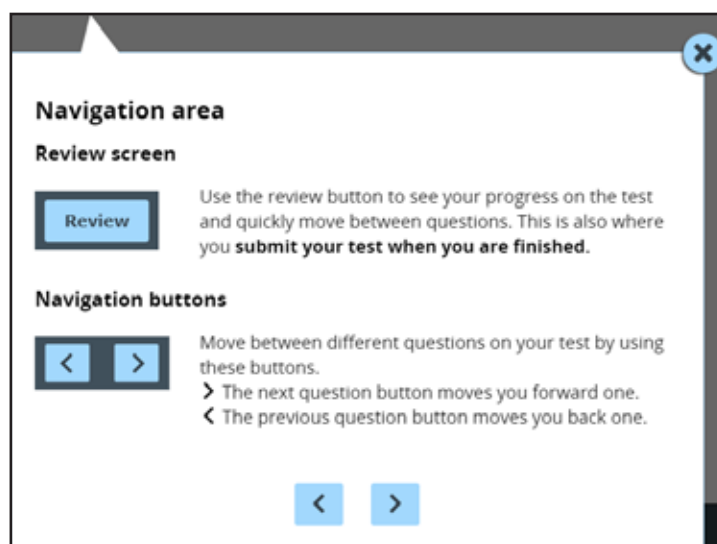 Navigation area
Review screen
Review
Use the review button to see your progress on the test
and quickly move between questions. This is also where
you submit your test when you are finished.
Navigation buttons
Move between different questions on your test by using
these buttons.
> The next question button moves you forward one.
< The previous question button moves you back one.